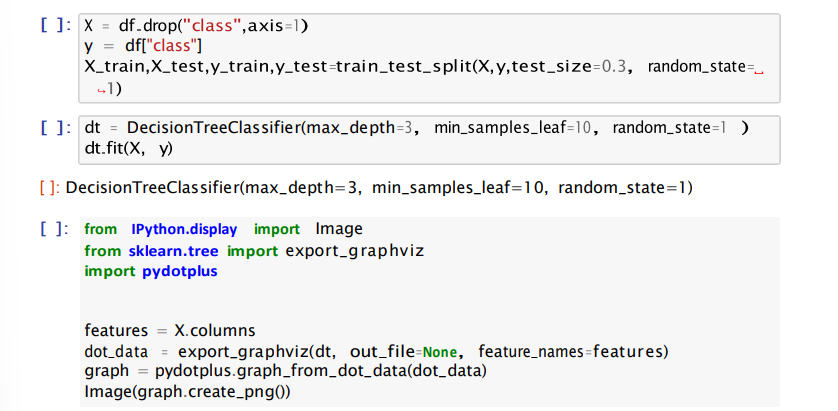 [ ]: X = df.drop("class",axis=1)
y = df["class"]
X_train,X_test,y_train,y_test=train_test_split(X,y,test_size=0.3, random_state=␣
↪1)
[ ]: dt = DecisionTreeClassifier(max_depth=3, min_samples_leaf=10, random_state=1 )
dt.fit(X, y)
[ ]: DecisionTreeClassifier(max_depth=3, min_samples_leaf=10, random_state=1)
[ ]: from IPython.display import Image
from sklearn.tree import export_graphviz
import pydotplus
features = X.columns
dot_data = export_graphviz(dt, out_file=None, feature_names=features)
graph = pydotplus.graph_from_dot_data(dot_data)
Image(graph.create_png())